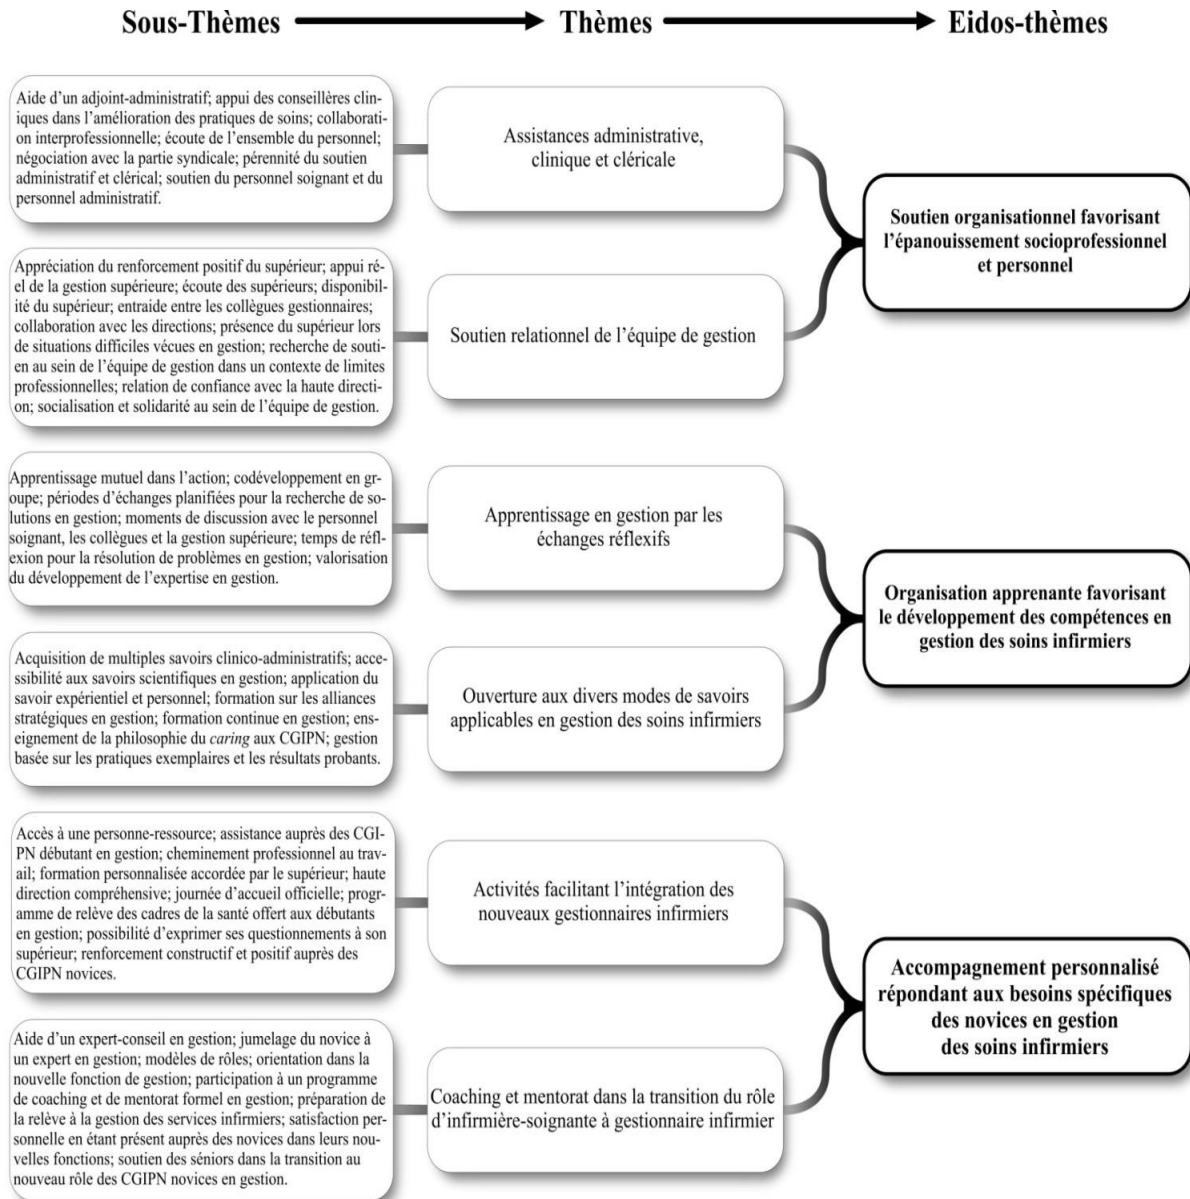 Sous-Thèmes Thèmes Eidos-thèmes
Aide d'un adjoint-administratif; appui des conseillères clin-
iques dans l'amélioration des pratiques de soins; collaborati-
on interprofessionnelle; écoute de l'ensemble du personnel;
négociation avec la partie syndicale; pérennité du soutien
administratif et clérical; soutien du personnel soignant et du
personnel administratif.
Assistances administrative,
clinique et cléricale
Soutien organisationnel favorisant
l'épanouissement socioprofessionnel
et personnel
Appréciation du renforcement positif du supérieur; appui ré-
el de la gestion supérieure; écoute des supérieurs; disponibi-
lité du supérieur; entraide entre les collègues gestionnaires;
collaboration avec les directions; présence du supérieur lors
de situations difficiles vécues en gestion; recherche de souti-
en au sein de l'équipe de gestion dans un contexte de limites
professionnelles; relation de confiance avec la haute directi-
on; socialisation et solidarité au sein de l'équipe de gestion.
Soutien relationnel de l'équipe de gestion
Apprentissage mutuel dans l'action; codéveloppement en gr-
oupe; périodes d'échanges planifiées pour la recherche de so-
lutions en gestion; moments de discussion avec le personnel
soignant, les collègues et la gestion supérieure; temps de réfl-
exion pour la résolution de problèmes en gestion; valorisation
du développement de l'expertise en gestion.
Apprentissage en gestion par les
échanges réflexifs
Organisation apprenante favorisant
le développement des compétences en
gestion des soins infirmiers
Acquisition de multiples savoirs clinico-administratifs; acce-
ssibilité aux savoirs scientifiques en gestion; application du
savoir expérientiel et personnel; formation sur les alliances
stratégiques en gestion; formation continue en gestion; ens-
eignement de la philosophie du caring aux CGIPN; gestion
basée sur les pratiques exemplaires et les résultats probants.
Ouverture aux divers modes de savoirs
applicables en gestion des soins infirmiers
Accès à une personne-ressource; assistance auprès des CGI-
PN débutant en gestion; cheminement professionnel au trav-
ail; formation personnalisée accordée par le supérieur; haute
direction compréhensive; journée d'accueil officielle; progr-
amme de relève des cadres de la santé offert aux débutants
en gestion; possibilité d'exprimer ses questionnements à son
supérieur; renforcement constructif et positif auprès des
CGIPN novices.
Activités facilitant l'intégration des
nouveaux gestionnaires infirmiers
Accompagnement personnalisé
répondant aux besoins spécifiques
des novices en gestion
des soins infirmiers
Aide d'un expert-conseil en gestion; jumelage du novice à
un expert en gestion; modèles de rôles; orientation dans la
nouvelle fonction de gestion; participation à un programme
de coaching et de mentorat formel en gestion; préparation de
la relève à la gestion des services infirmiers; satisfaction per-
sonnelle en étant présent auprès des novices dans leurs nou-
velles fonctions; soutien des séniors dans la transition au
nouveau rôle des CGIPN novices en gestion.
Coaching et mentorat dans la transition du rôle
d'infirmière-soignante à gestionnaire infirmier